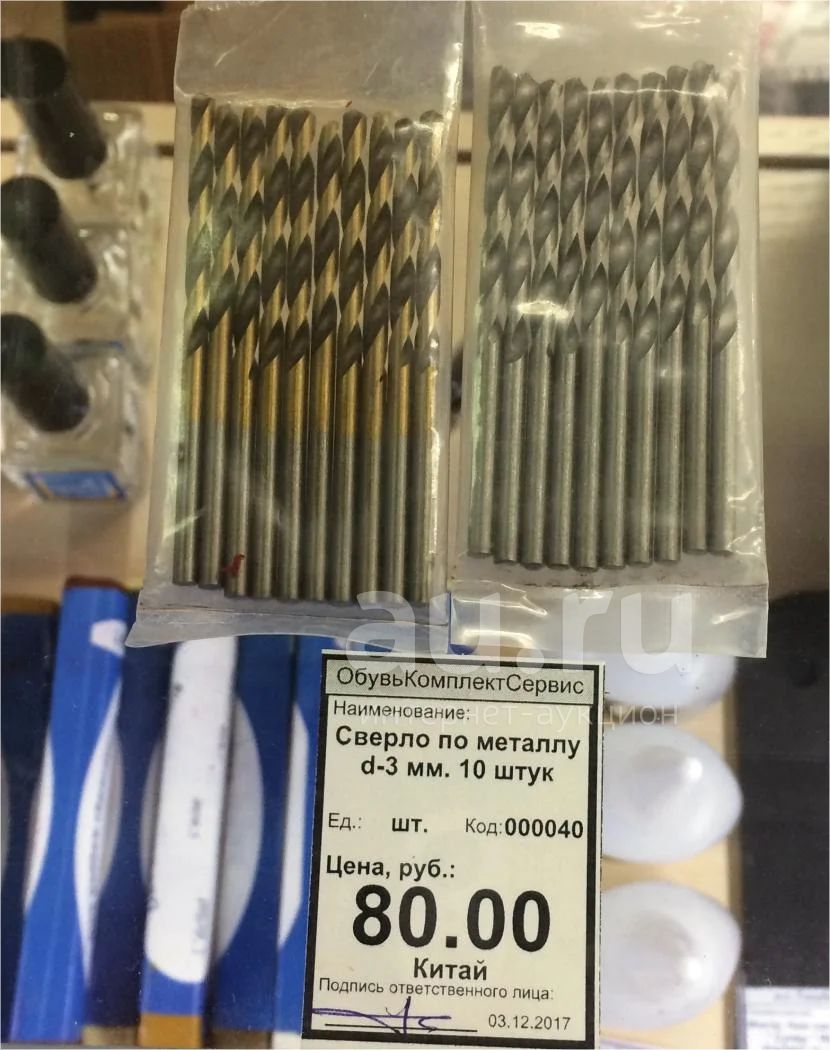 au.ru
интернет-аукцион
ОбувьКомплектСервис
Наименование:
Сверло по металлу
d-3 мм. 10 штук
Ед.: шт. Код: 000040
Цена, руб.:
80.00
Китай
Подпись ответственного лица:
03.12.2017